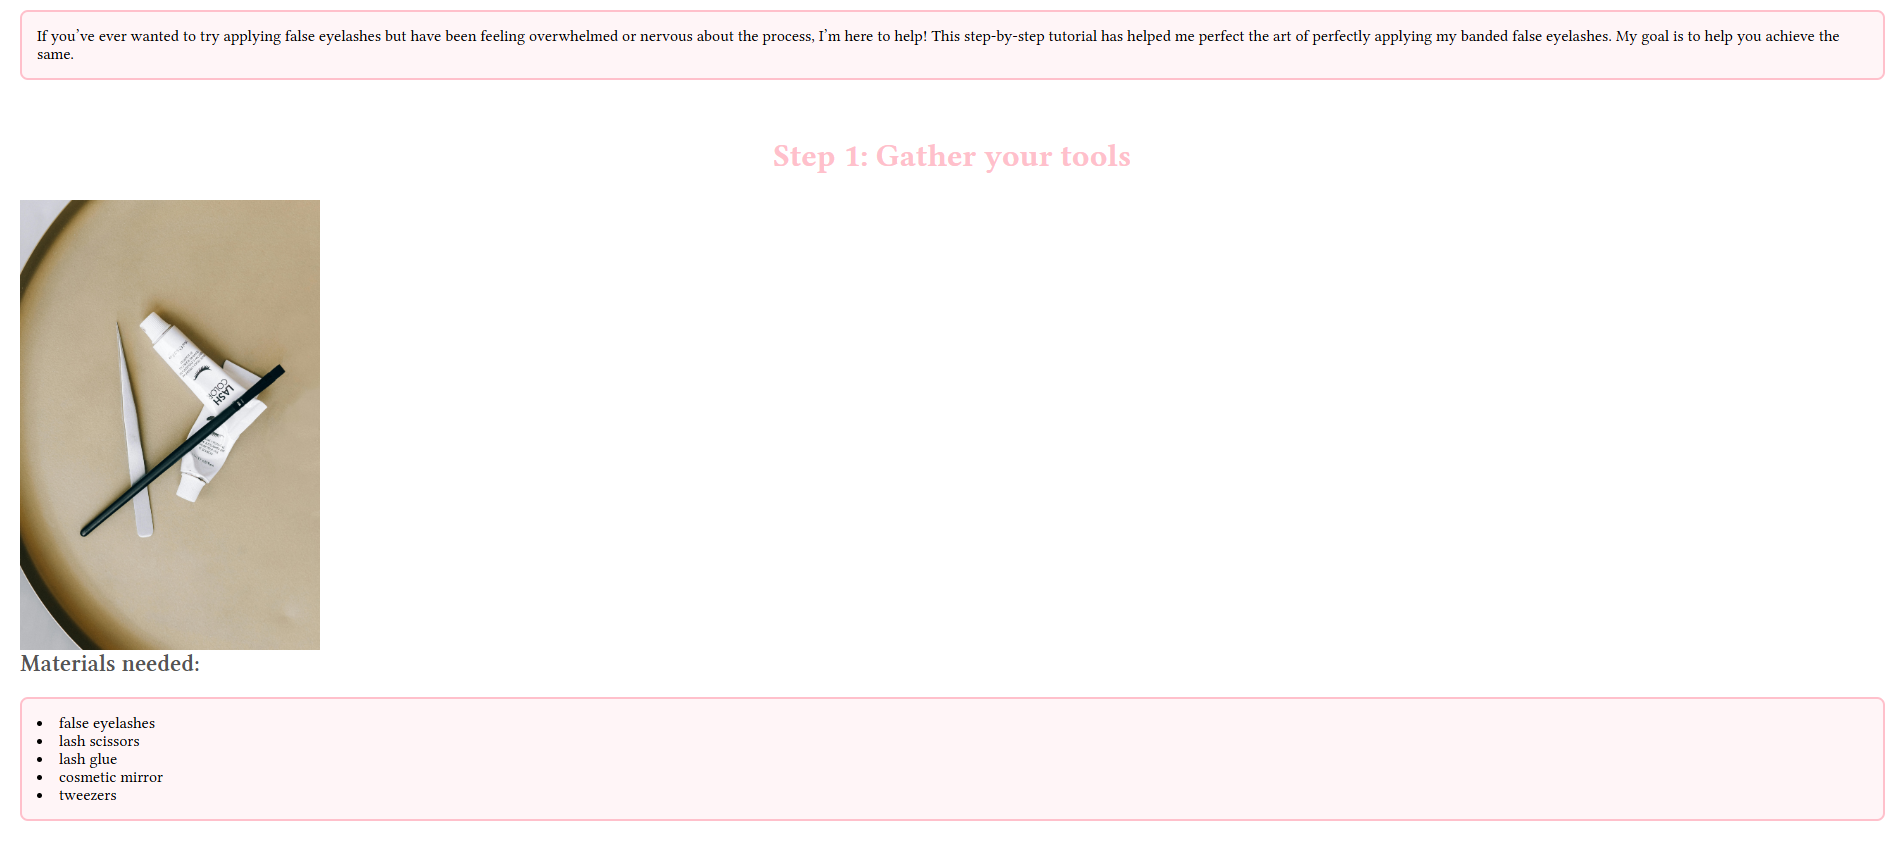 If you’ve ever wanted to try applying false eyelashes but have been feeling overwhelmed or nervous about the process, I’m here to help! This step-by-step tutorial has helped me perfect the art of perfectly applying my banded false eyelashes. My goal is to help you achieve the
same.
Step 1: Gather your tools
LASH
COLOR
Materials needed:
• false eyelashes
• lash scissors
• lash glue
• cosmetic mirror
• tweezers